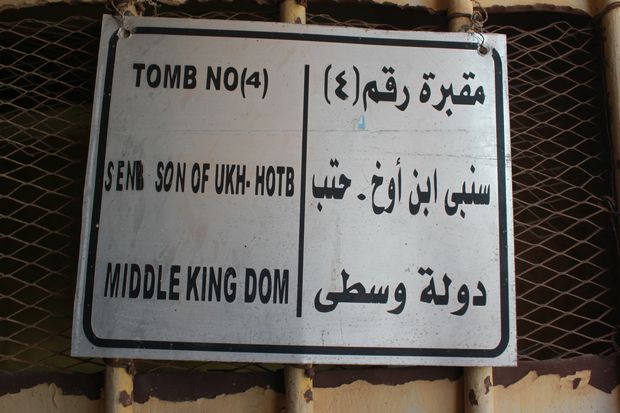 TOMB NO(4)
SENB SON OF UKH-HOTB
MIDDLE KING DOM
مقبرة رقم(٤)
سنبى ابن أوخ - حتب
دولة وسطى